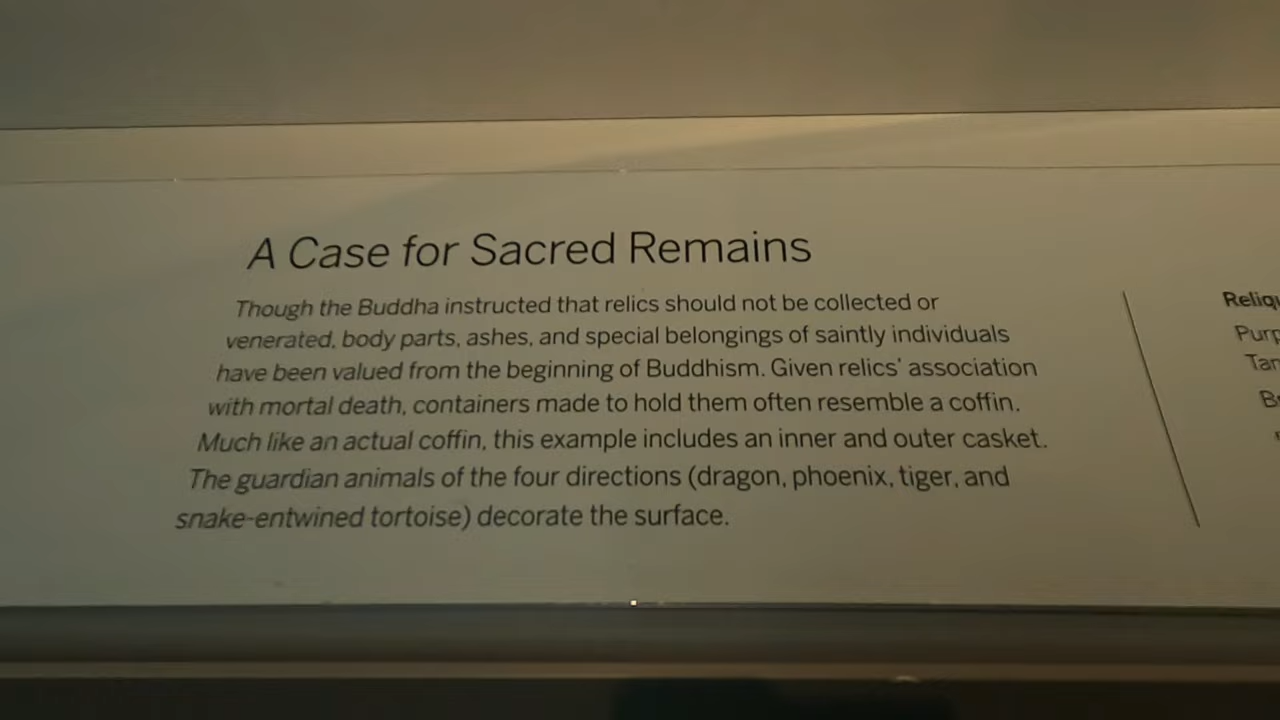 A Case for Sacred Remains
Though the Buddha instructed that relics should not be collected or
venerated, body parts, ashes, and special belongings of saintly individuals
have been valued from the beginning of Buddhism. Given relics' association
with mortal death, containers made to hold them often resemble a coffin.
Much like an actual coffin, this example includes an inner and outer casket.
The guardian animals of the four directions (dragon, phoenix, tiger, and
snake-entwined tortoise) decorate the surface.